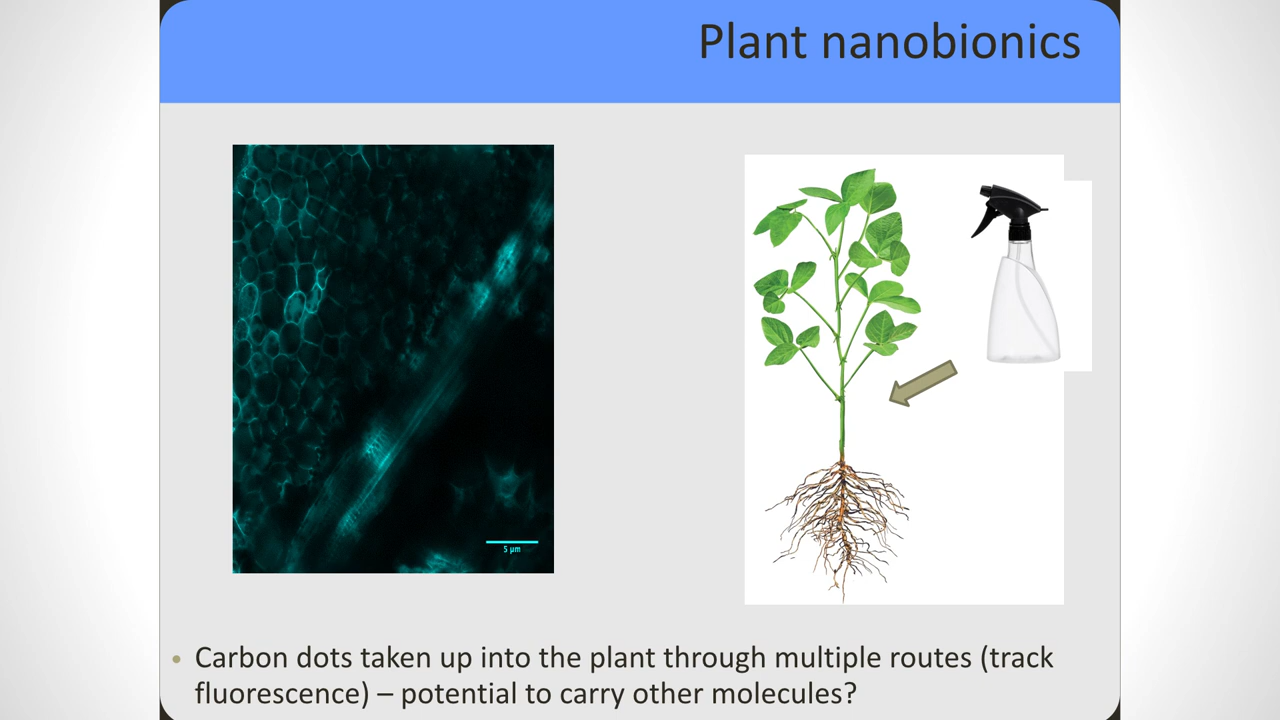 Plant nanobionics
5 µm
• Carbon dots taken up into the plant through multiple routes (track
fluorescence) – potential to carry other molecules?